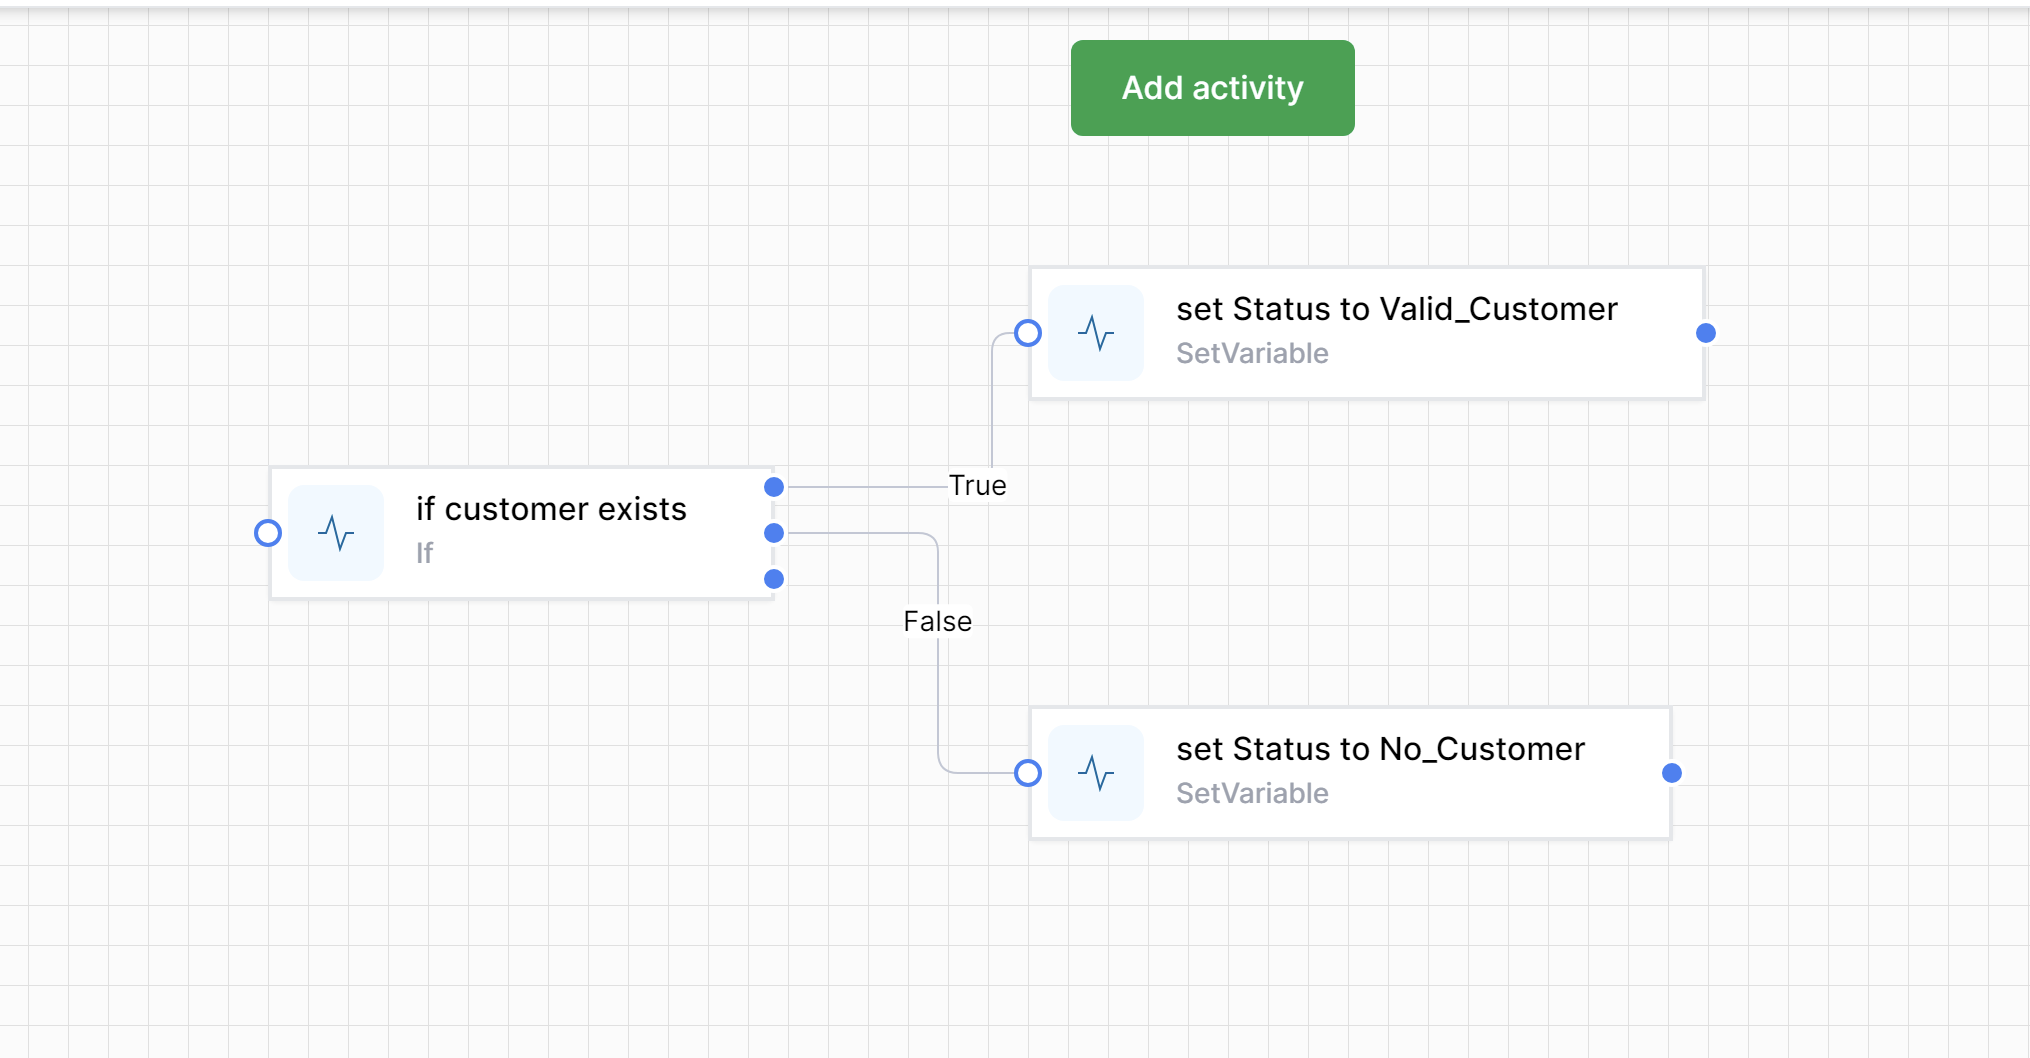 Add activity
set Status to Valid_Customer
SetVariable
True
if customer exists
If
False
set Status to No_Customer
SetVariable